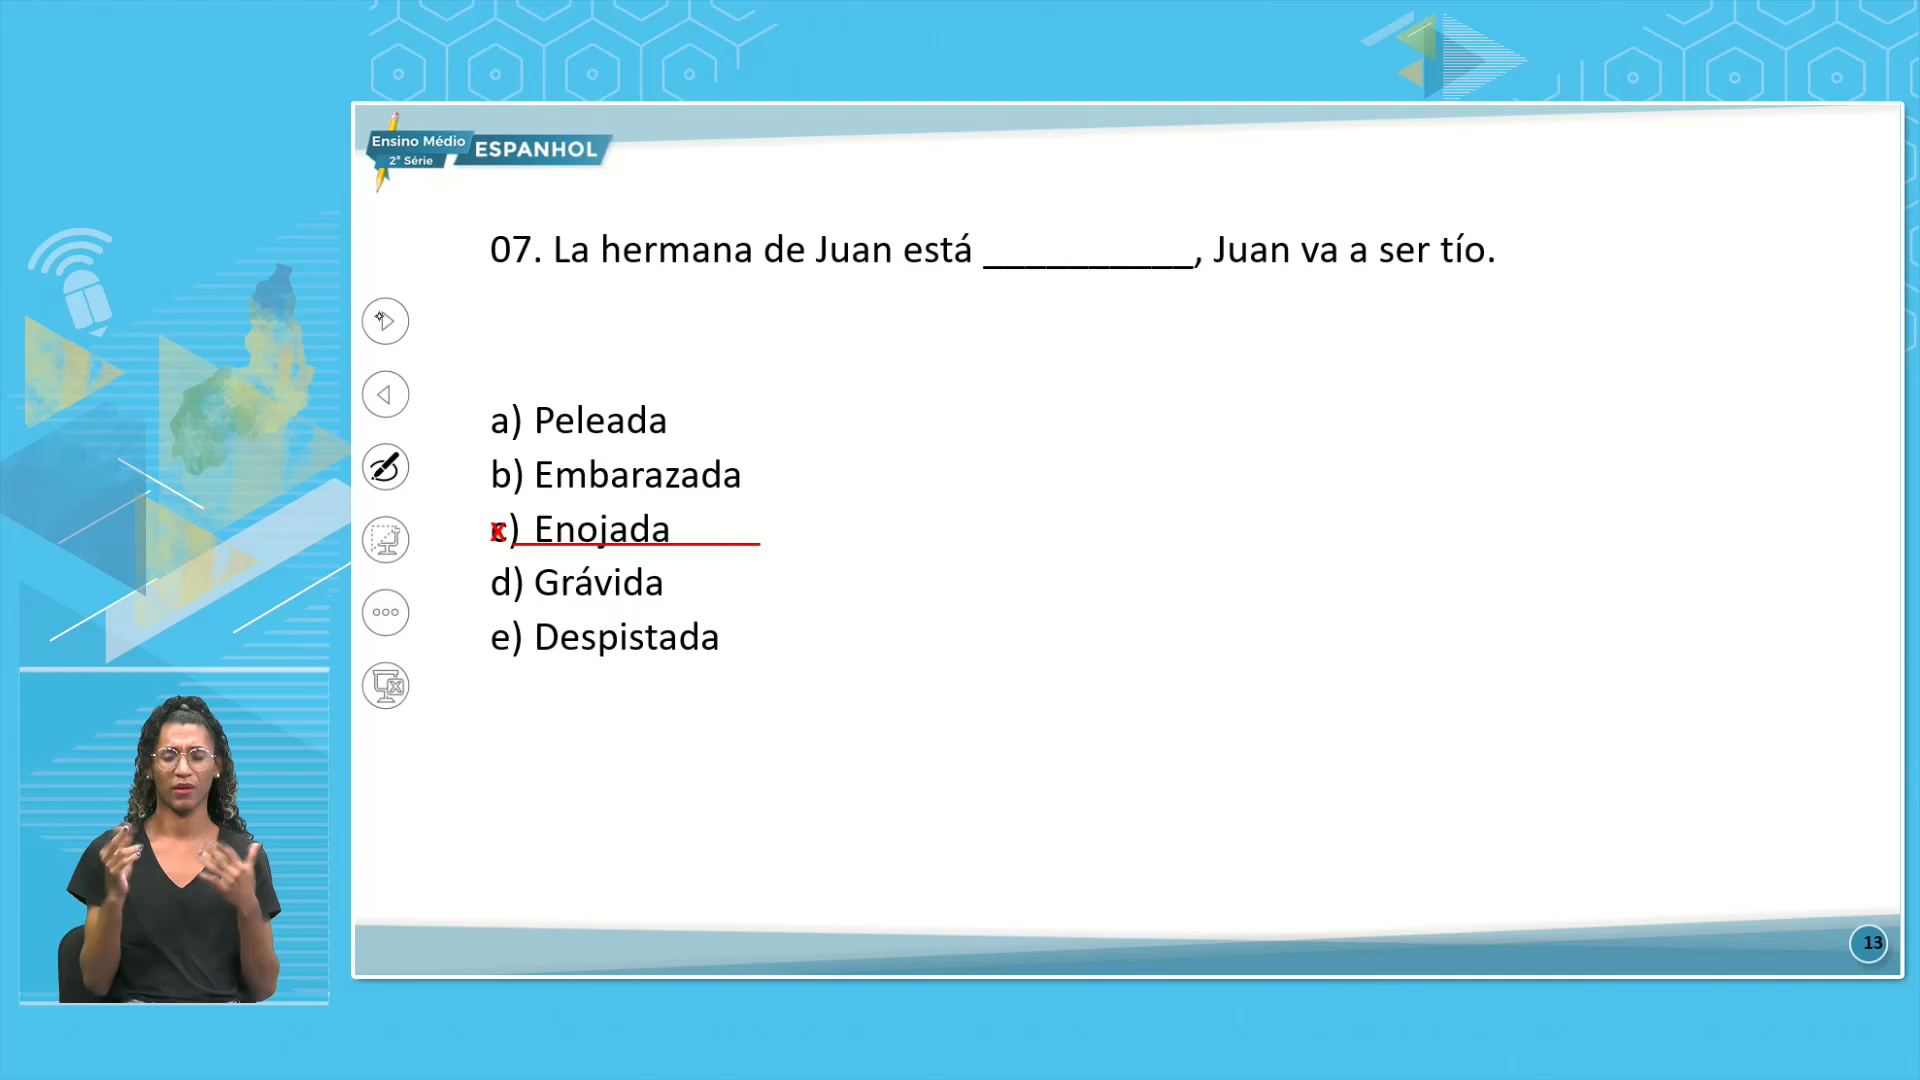 Ensino Médio
2ª Série
ESPANHOL
07. La hermana de Juan está __________, Juan va a ser tío.
a) Peleada
b) Embarazada
x) Enojada
d) Grávida
e) Despistada
13